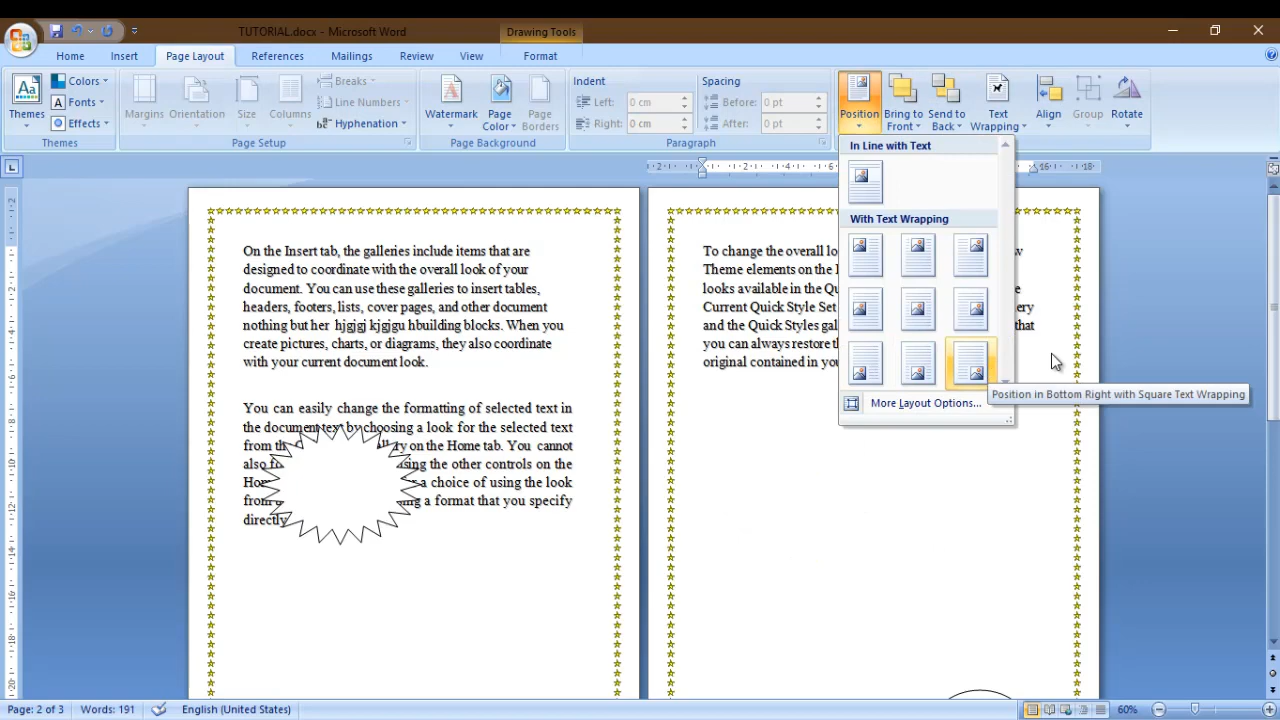 TUTORIAL.docx - Microsoft Word
Drawing Tools
Home Insert Page Layout References Mailings Review View Format
Themes
Colors
Fonts
Effects
Themes
Margins
Orientation
Size
Columns
Breaks
Line Numbers
Hyphenation
Page Setup
Watermark
Page Color
Page Borders
Page Background
Indent
Left: 0 cm
Right: 0 cm
Spacing
Before: 0 pt
After: 0 pt
Paragraph
Position
Bring to Front
Send to Back
Text Wrapping
Align
Group
Rotate
In Line with Text
With Text Wrapping
More Layout Options...
Position in Bottom Right with Square Text Wrapping
On the Insert tab, the galleries include items that are
designed to coordinate with the overall look of your
document. You can use these galleries to insert tables,
headers, footers, lists, cover pages, and other document
nothing but her hjgjgj kjgjgu hbuilding blocks. When you
create pictures, charts, or diagrams, they also coordinate
with your current document look.
You can easily change the formatting of selected text in
the document text by choosing a look for the selected text
from ry on the Home tab. You cannot
also the other controls on the
a choice of using the look
from a format that you specify
directly
To change the overall
Theme elements on the
looks available in the
Current Quick Style Set
and the Quick Styles that
you can always restore
original contained in
Page: 2 of 3 Words: 191 English (United States) 60%